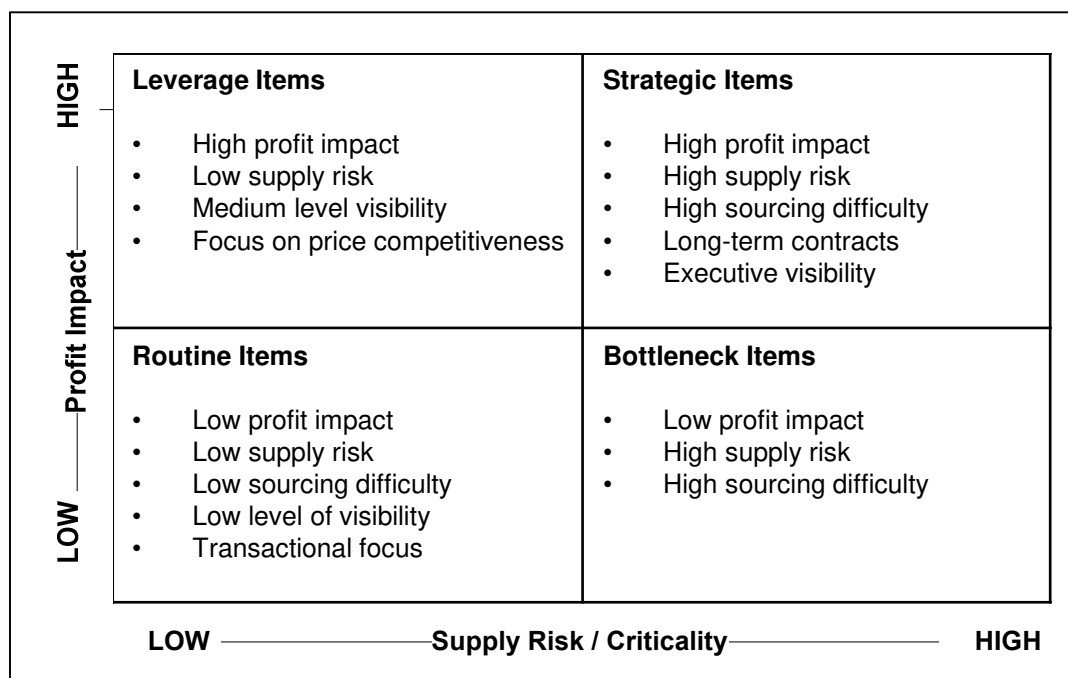 HIGH
Profit Impact
LOW
Leverage Items
• High profit impact
• Low supply risk
• Medium level visibility
• Focus on price competitiveness
Strategic Items
• High profit impact
• High supply risk
• High sourcing difficulty
• Long-term contracts
• Executive visibility
Routine Items
• Low profit impact
• Low supply risk
• Low sourcing difficulty
• Low level of visibility
• Transactional focus
Bottleneck Items
• Low profit impact
• High supply risk
• High sourcing difficulty
LOW Supply Risk / Criticality HIGH